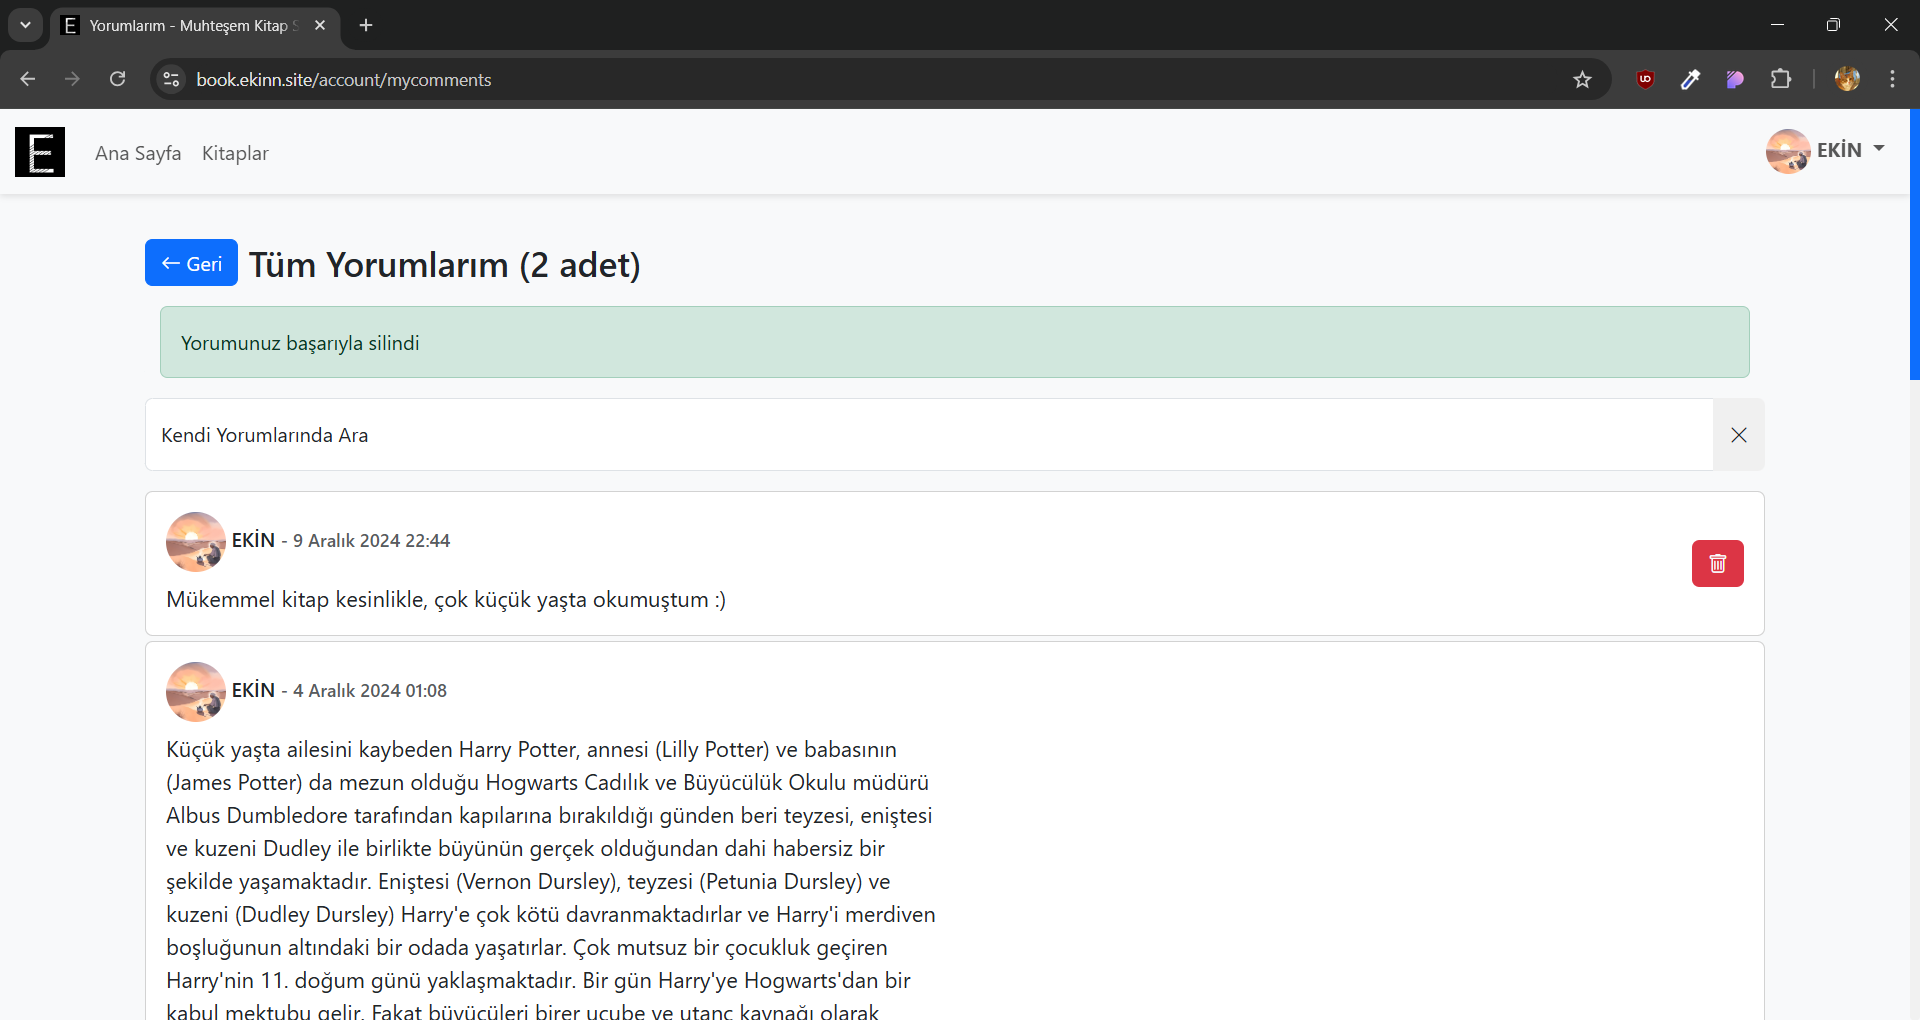 Yorumlarım - Muhteşem Kitap
book.ekinn.site/account/mycomments
E
Ana Sayfa
Kitaplar
EKİN
← Geri
Tüm Yorumlarım (2 adet)
Yorumunuz başarıyla silindi
Kendi Yorumlarında Ara
EKİN - 9 Aralık 2024 22:44
Mükemmel kitap kesinlikle, çok küçük yaşta okumuştum :)
EKİN - 4 Aralık 2024 01:08
Küçük yaşta ailesini kaybeden Harry Potter, annesi (Lilly Potter) ve babasının
(James Potter) da mezun olduğu Hogwarts Cadılık ve Büyücülük Okulu müdürü
Albus Dumbledore tarafından kapılarına bırakıldığı günden beri teyzesi, eniştesi
ve kuzeni Dudley ile birlikte büyünün gerçek olduğundan dahi habersiz bir
şekilde yaşamaktadır. Eniştesi (Vernon Dursley), teyzesi (Petunia Dursley) ve
kuzeni (Dudley Dursley) Harry'e çok kötü davranmaktadırlar ve Harry'i merdiven
boşluğunun altındaki bir odada yaşatırlar. Çok mutsuz bir çocukluk geçiren
Harry'nin 11. doğum günü yaklaşmaktadır. Bir gün Harry'ye Hogwarts'dan bir
kabul mektubu gelir. Fakat büyücüleri birer ucube ve utanç kaynağı olarak